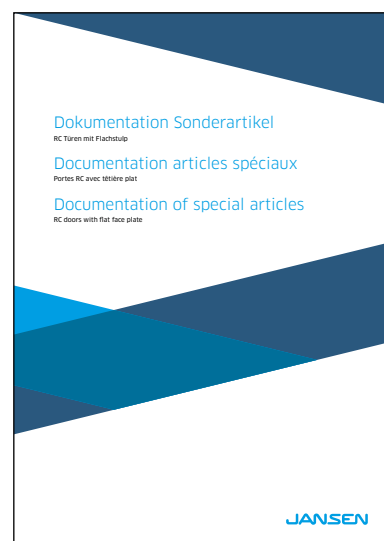 Dokumentation Sonderartikel
RC Türen mit Flachstulp
Documentation articles spéciaux
Portes RC avec têtière plat
Documentation of special articles
RC doors with flat face plate
JANSEN